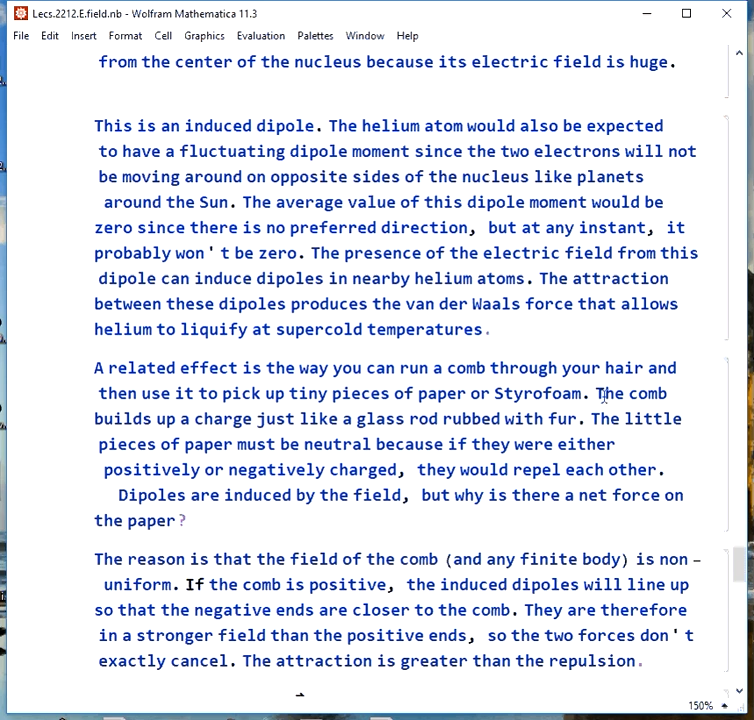 Lecs.2212.E.field.nb - Wolfram Mathematica 11.3
File Edit Insert Format Cell Graphics Evaluation Palettes Window Help
from the center of the nucleus because its electric field is huge.
This is an induced dipole. The helium atom would also be expected
to have a fluctuating dipole moment since the two electrons will not
be moving around on opposite sides of the nucleus like planets
around the Sun. The average value of this dipole moment would be
zero since there is no preferred direction, but at any instant, it
probably won't be zero. The presence of the electric field from this
dipole can induce dipoles in nearby helium atoms. The attraction
between these dipoles produces the van der Waals force that allows
helium to liquify at supercold temperatures.
A related effect is the way you can run a comb through your hair and
then use it to pick up tiny pieces of paper or Styrofoam. The comb
builds up a charge just like a glass rod rubbed with fur. The little
pieces of paper must be neutral because if they were either
positively or negatively charged, they would repel each other.
Dipoles are induced by the field, but why is there a net force on
the paper?
The reason is that the field of the comb (and any finite body) is non-
uniform. If the comb is positive, the induced dipoles will line up
so that the negative ends are closer to the comb. They are therefore
in a stronger field than the positive ends, so the two forces don't
exactly cancel. The attraction is greater than the repulsion.
150%